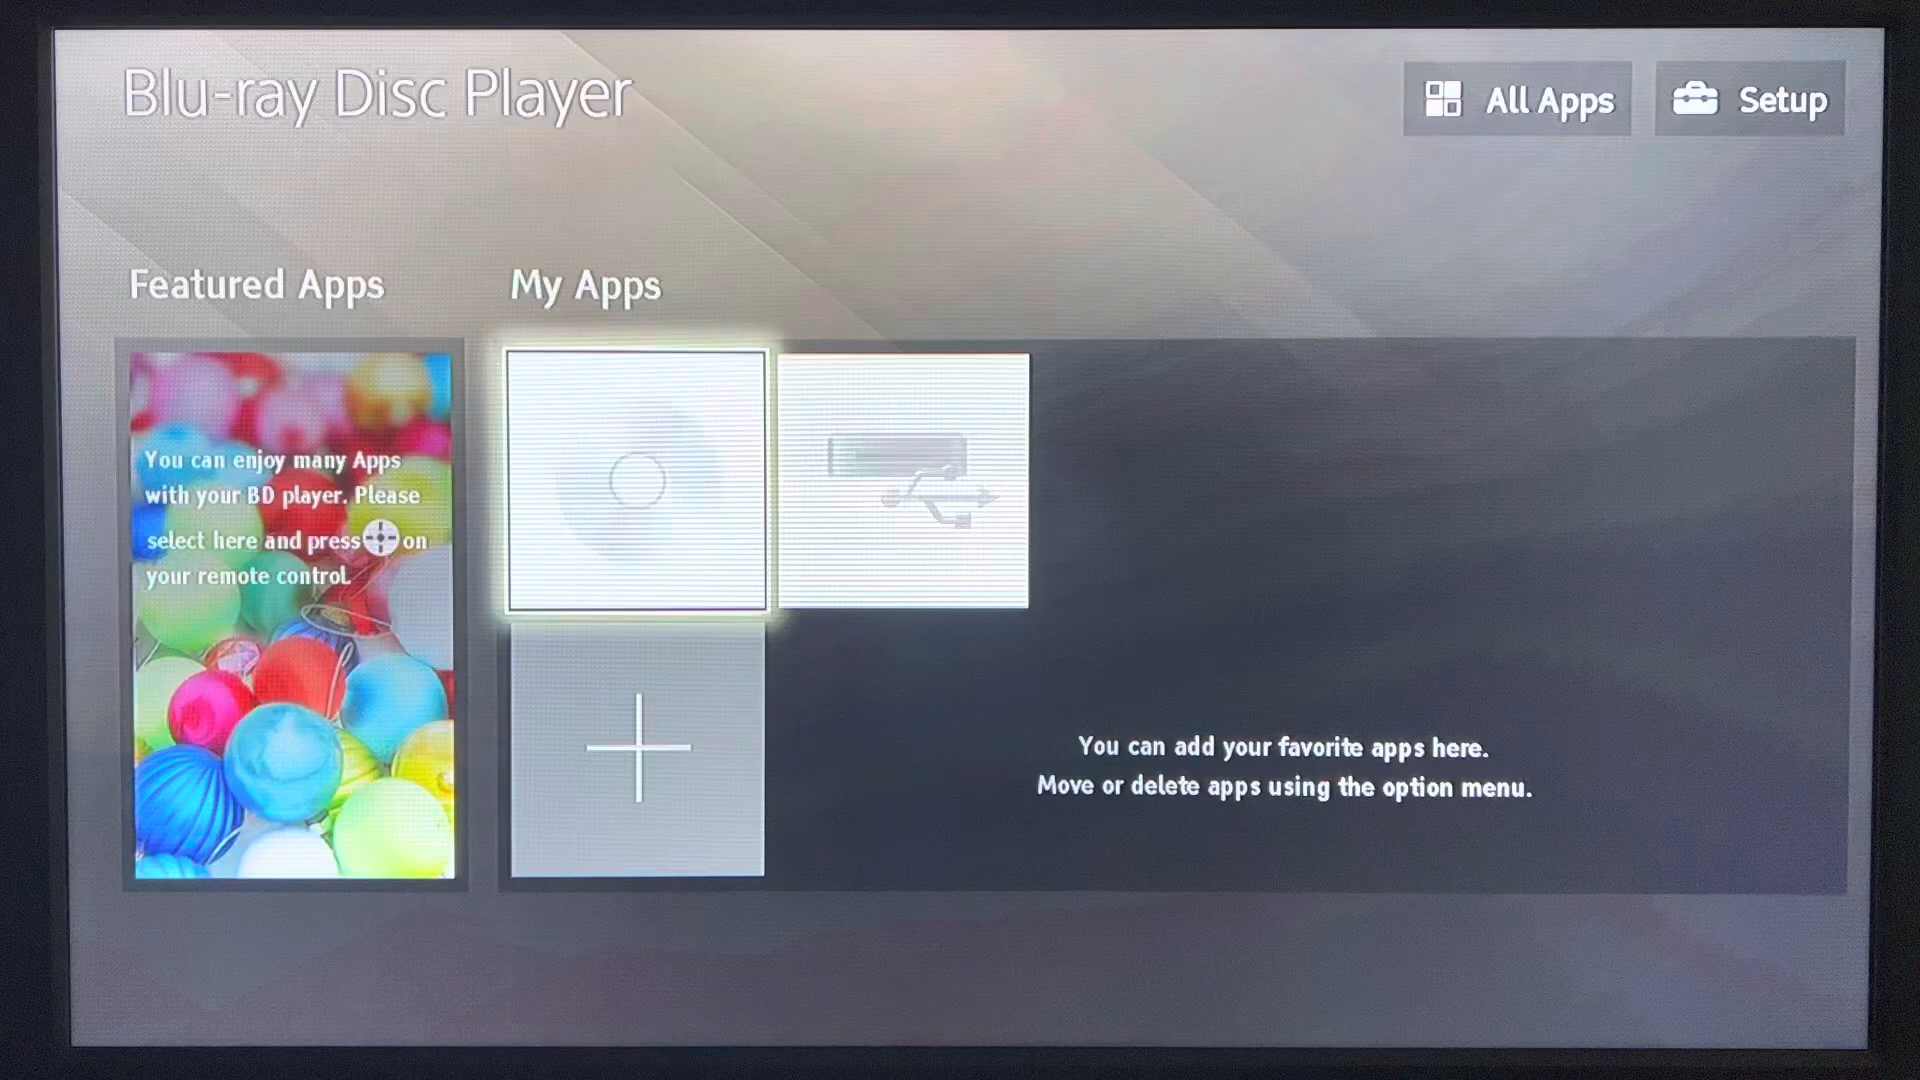 Blu-ray Disc Player
All Apps
Setup
Featured Apps
My Apps
You can enjoy many Apps
with your BD player. Please
select here and press on
your remote control.
You can add your favorite apps here.
Move or delete apps using the option menu.